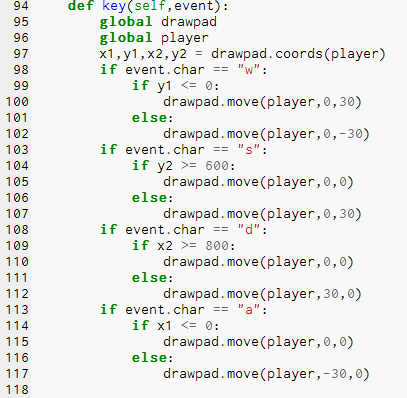 94     def key(self,event):
95         global drawpad
96         global player
97         x1,y1,x2,y2 = drawpad.coords(player)
98         if event.char == "w":
99             if y1 <= 0:
100                drawpad.move(player,0,30)
101            else:
102                drawpad.move(player,0,-30)
103        if event.char == "s":
104            if y2 >= 600:
105                drawpad.move(player,0,0)
106            else:
107                drawpad.move(player,0,30)
108        if event.char == "d":
109            if x2 >= 800:
110                drawpad.move(player,0,0)
111            else:
112                drawpad.move(player,30,0)
113        if event.char == "a":
114            if x1 <= 0:
115                drawpad.move(player,0,0)
116            else:
117                drawpad.move(player,-30,0)
118